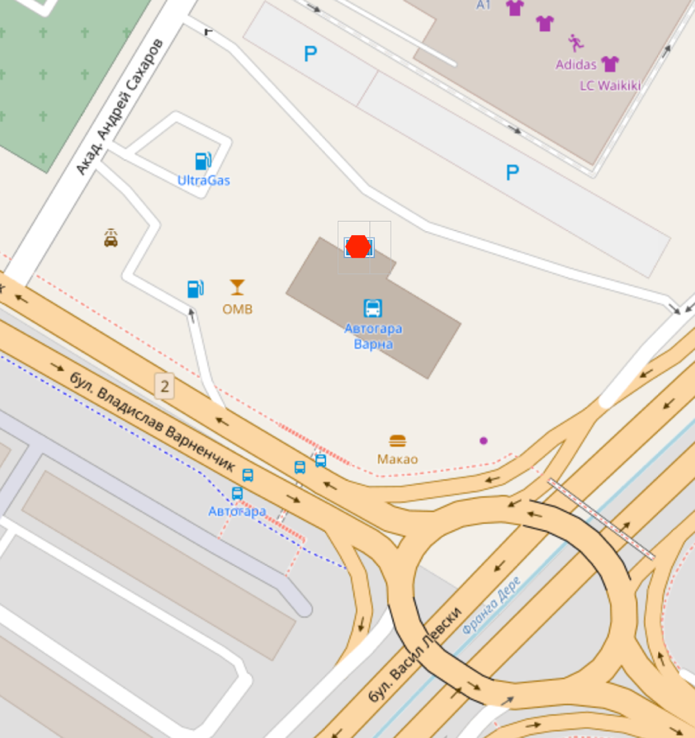 A1
Adidas
LC Waikiki
P
P
Акад. Андрей Сахаров
UltraGas
OMB
Автогара
Варна
2
бул. Владислав Варненчик
Макао
Автогара
Франга Дере
бул. Васил Левски